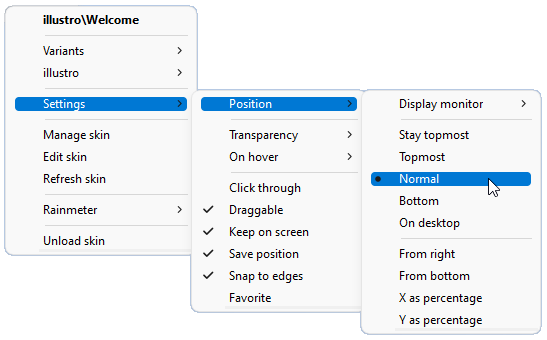 illustro\Welcome
Variants
illustro
Settings
Manage skin
Edit skin
Refresh skin
Rainmeter
Unload skin
Position
Transparency
On hover
Click through
Draggable
Keep on screen
Save position
Snap to edges
Favorite
Display monitor
Stay topmost
Topmost
Normal
Bottom
On desktop
From right
From bottom
X as percentage
Y as percentage